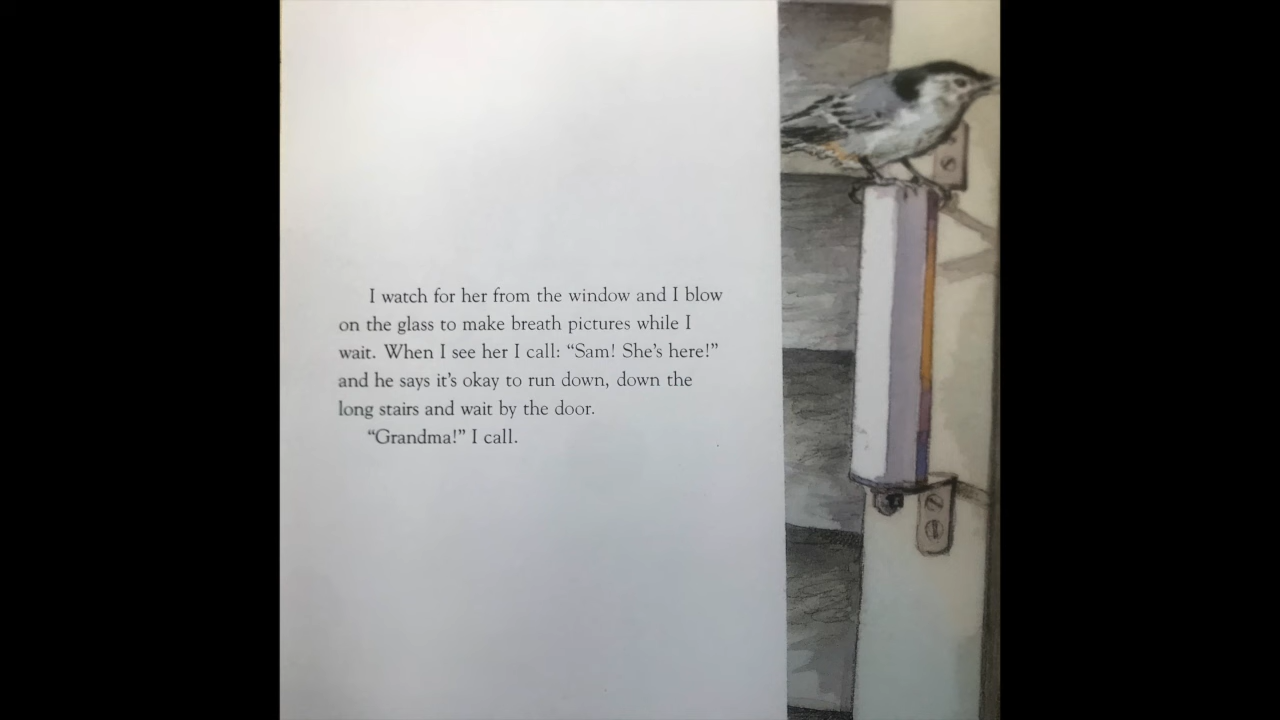 I watch for her from the window and I blow
on the glass to make breath pictures while I
wait. When I see her I call: “Sam! She’s here!”
and he says it’s okay to run down, down the
long stairs and wait by the door.
“Grandma!” I call.